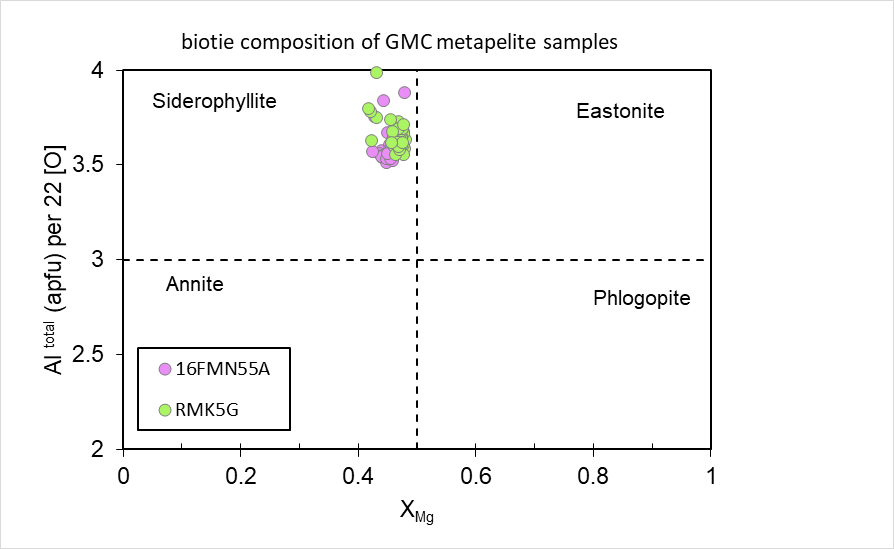 biotie composition of GMC metapelite samples
4
Siderophyllite
Eastonite
3.5
Al total (apfu) per 22 [O]
3
Annite
Phlogopite
2.5
16FMN55A
RMK5G
2
0 0.2 0.4 0.6 0.8 1
XMg